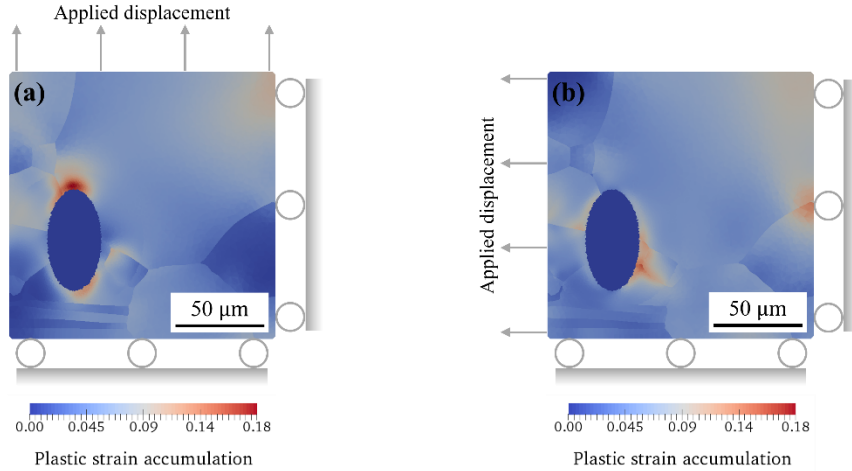 Applied displacement
(a)
50 μm
0.00 0.045 0.09 0.14 0.18
Plastic strain accumulation
(b)
Applied displacement
50 μm
0.00 0.045 0.09 0.14 0.18
Plastic strain accumulation